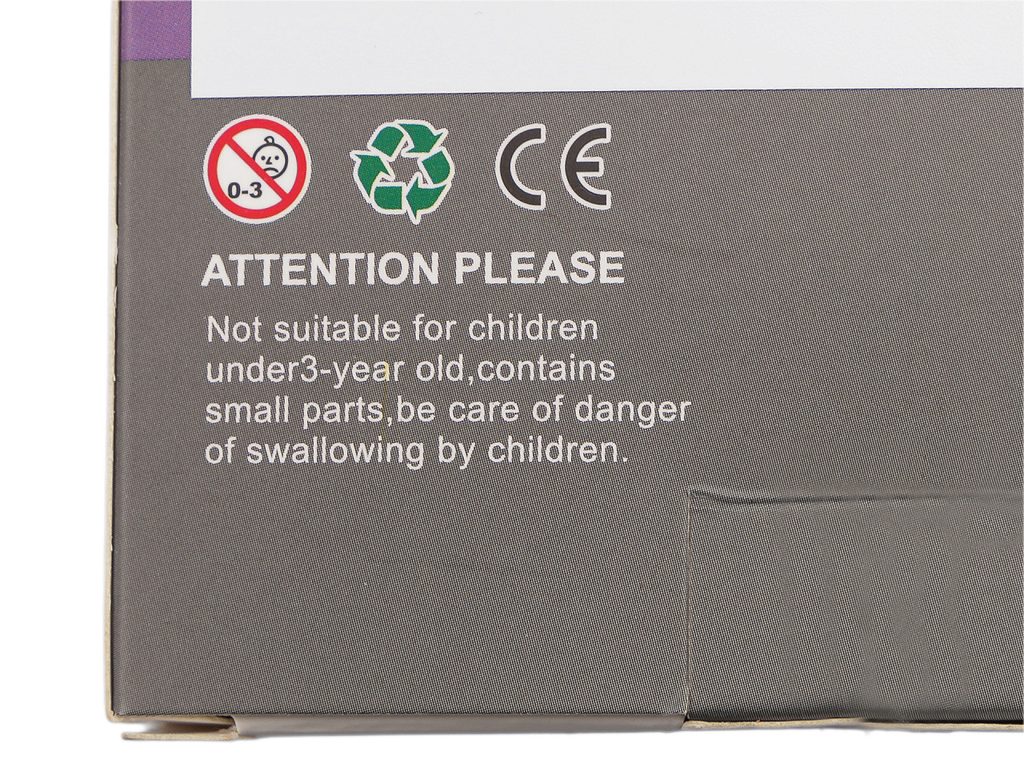 0-3
CE
ATTENTION PLEASE
Not suitable for children
under3-year old,contains
small parts,be care of danger
of swallowing by children.